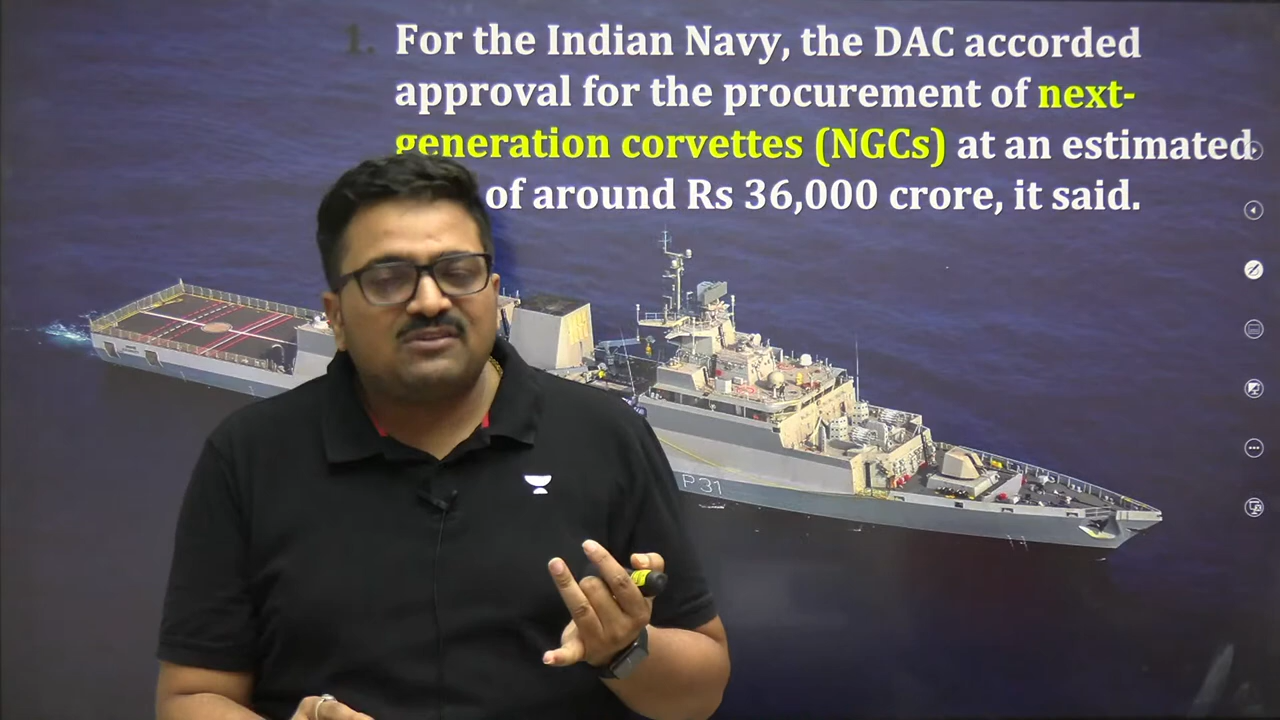 1. For the Indian Navy, the DAC accorded
approval for the procurement of next-
generation corvettes (NGCs) at an estimated
of around Rs 36,000 crore, it said.
P31